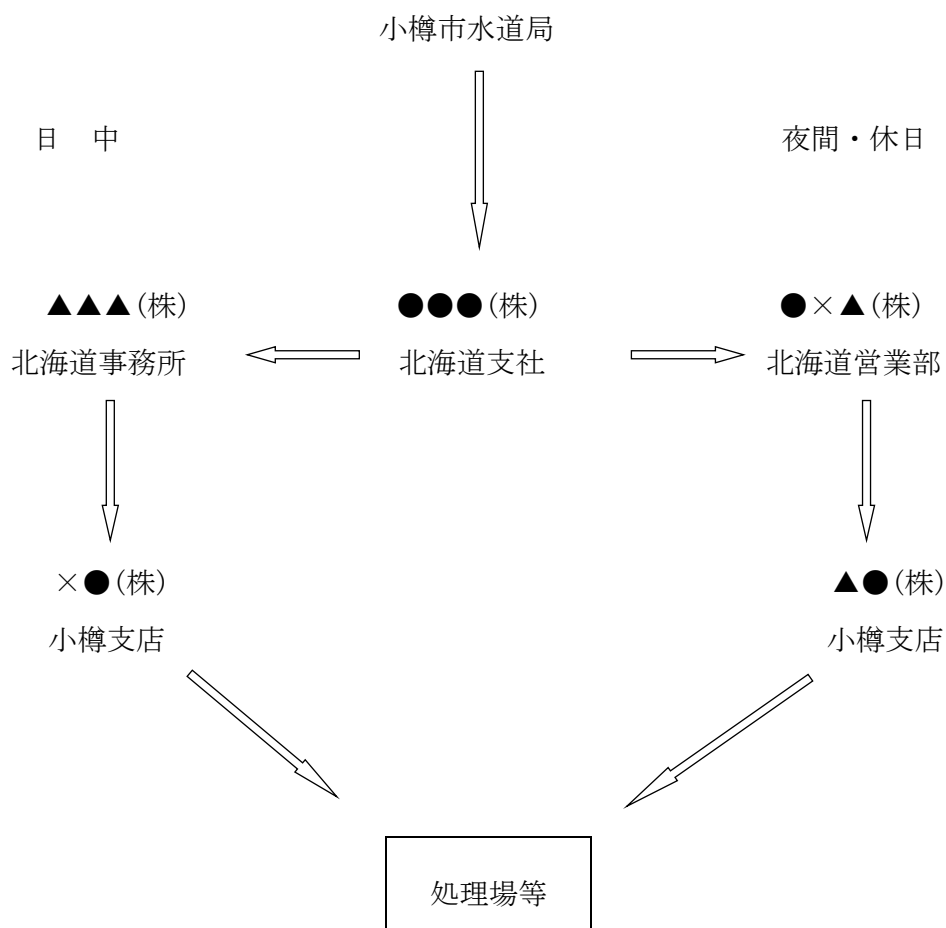 小樽市水道局
日　中
夜間・休日
▲▲▲(株)
北海道事務所
●●●(株)
北海道支社
●×▲(株)
北海道営業部
×●(株)
小樽支店
▲●(株)
小樽支店
処理場等